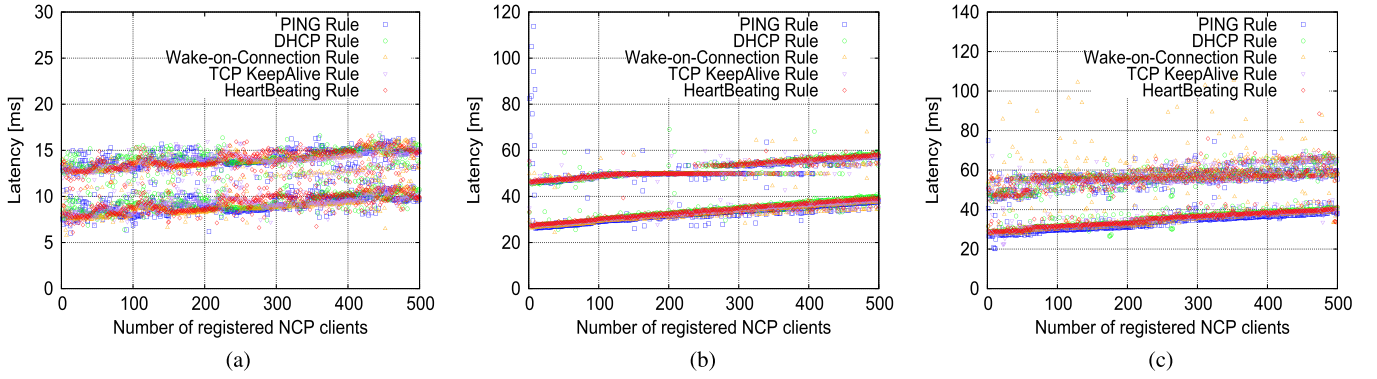 30
25
20
15
10
5
0
Latency [ms]
PING Rule
DHCP Rule
Wake-on-Connection Rule
TCP KeepAlive Rule
HeartBeating Rule
0 100 200 300 400 500
Number of registered NCP clients
(a)
120
100
80
60
40
20
0
Latency [ms]
PING Rule
DHCP Rule
Wake-on-Connection Rule
TCP KeepAlive Rule
HeartBeating Rule
0 100 200 300 400 500
Number of registered NCP clients
(b)
140
120
100
80
60
40
20
0
Latency [ms]
PING Rule
DHCP Rule
Wake-on-Connection Rule
TCP KeepAlive Rule
HeartBeating Rule
0 100 200 300 400 500
Number of registered NCP clients
(c)